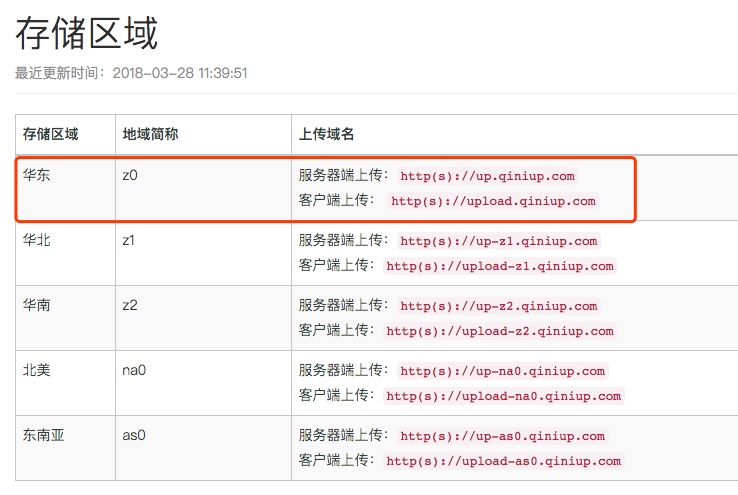 存储区域
最近更新时间：2018-03-28 11:39:51
存储区域 地域简称 上传域名
华东 z0 服务器端上传： http(s)://up.qiniup.com
客户端上传： http(s)://upload.qiniup.com
华北 z1 服务器端上传： http(s)://up-z1.qiniup.com
客户端上传： http(s)://upload-z1.qiniup.com
华南 z2 服务器端上传： http(s)://up-z2.qiniup.com
客户端上传： http(s)://upload-z2.qiniup.com
北美 na0 服务器端上传： http(s)://up-na0.qiniup.com
客户端上传： http(s)://upload-na0.qiniup.com
东南亚 as0 服务器端上传： http(s)://up-as0.qiniup.com
客户端上传： http(s)://upload-as0.qiniup.com